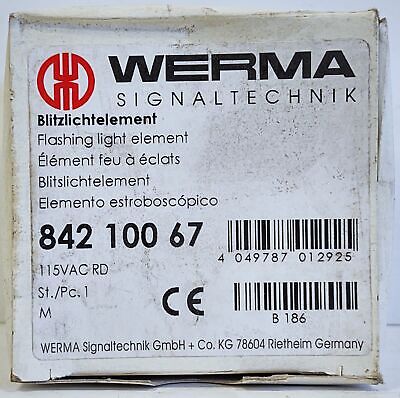 WERMA
SIGNALTECHNIK
Blitzlichtelement
Flashing light element
Élément feu à éclats
Blitslichtelement
Elemento estroboscópico
842 100 67
4 049787 012925
115VAC RD
St./Pc. 1
M
CE
B 186
WERMA Signaltechnik GmbH + Co. KG 78604 Rietheim Germany